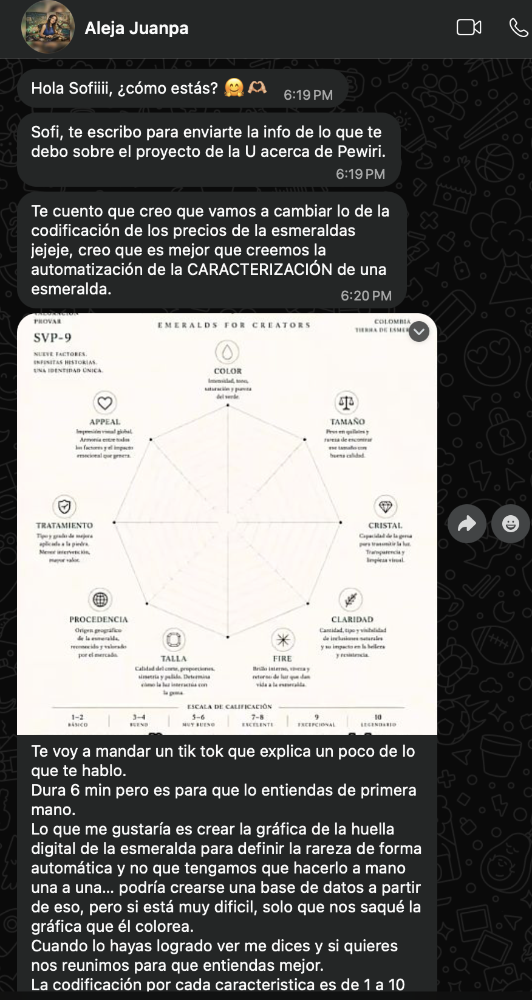 Aleja Juanpa
Hola Sofiiii, ¿cómo estás? 🤗🫶🏼
6:19 PM
Sofi, te escribo para enviarte la info de lo que te
debo sobre el proyecto de la U acerca de Pewiri.
6:19 PM
Te cuento que creo que vamos a cambiar lo de la
codificación de los precios de la esmeraldas
jejeje, creo que es mejor que creemos la
automatización de la CARACTERIZACIÓN de una
esmeralda.
6:20 PM
VALORACIÓN
PROVAR
SVP-9
NUEVE FACTORES.
INFINITAS HISTORIAS.
UNA IDENTIDAD ÚNICA.
EMERALDS FOR CREATORS
COLOMBIA
TIERRA DE ESMER
COLOR
Intensidad, tono,
saturación y pureza
del verde.
APPEAL
Impresión visual global.
Armonía entre todos
los factores y el impacto
emocional que genera.
TAMAÑO
Peso en quilates y
rareza de encontrar
ese tamaño con
buena calidad.
TRATAMIENTO
Tipo y grado de mejora
aplicada a la piedra.
Menor intervención,
mayor valor.
CRISTAL
Capacidad de la gema
para transmitir la luz.
Transparencia y
limpieza visual.
PROCEDENCIA
Origen geográfico
de la esmeralda,
reconocido y valorado
por el mercado.
CLARIDAD
Cantidad, tipo y visibilidad
de inclusiones naturales
y su impacto en la belleza
y resistencia.
TALLA
Calidad del corte, proporciones,
simetría y pulido. Determina
cómo la luz interactúa con
la gema.
FIRE
Brillo interno, viveza y
retorno de luz que dan
vida a la esmeralda.
ESCALA DE CALIFICACIÓN
1-2 3-4 5-6 7-8 9 10
BÁSICO BUENO MUY BUENO EXCELENTE EXCEPCIONAL LEGENDARIO
Te voy a mandar un tik tok que explica un poco de lo
que te hablo.
Dura 6 min pero es para que lo entiendas de primera
mano.
Lo que me gustaría es crear la gráfica de la huella
digital de la esmeralda para definir la rareza de forma
automática y no que tengamos que hacerlo a mano
una a una... podría crearse una base de datos a partir
de eso, pero si está muy dificil, solo que nos saqué la
gráfica que él colorea.
Cuando lo hayas logrado ver me dices y si quieres
nos reunimos para que entiendas mejor.
La codificación por cada caracteristica es de 1 a 10